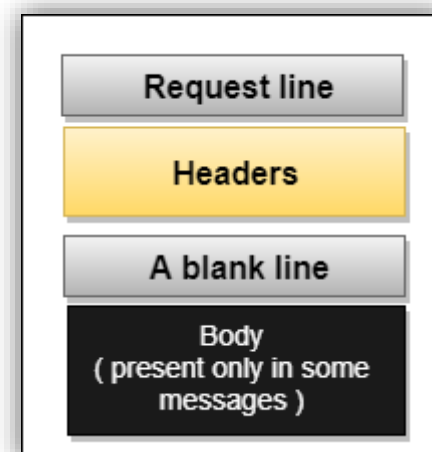 Request line
Headers
A blank line
Body
( present only in some
messages )